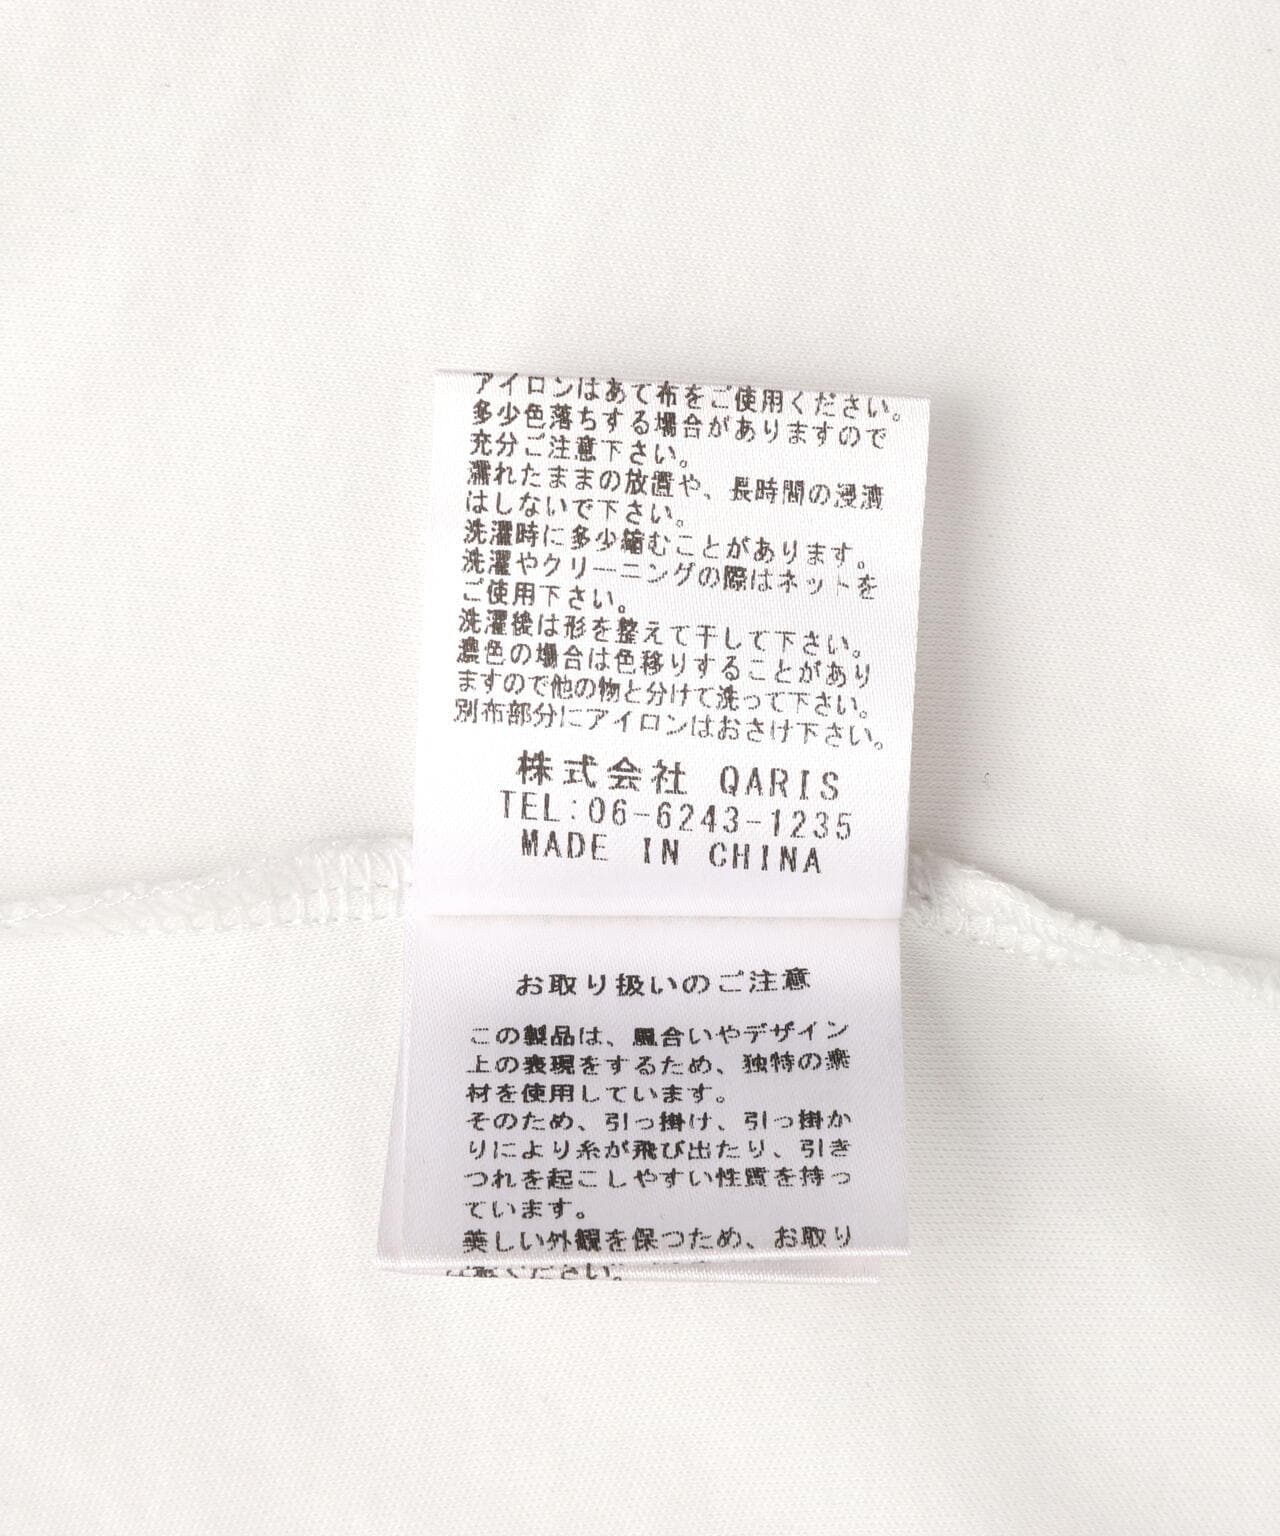 アイロンはあて布をご使用ください。
多少色落ちする場合がありますので
充分ご注意下さい。
濡れたままの放置や、長時間の浸漬
はしないで下さい。
洗濯時に多少縮むことがあります。
洗濯やクリーニングの際はネットを
ご使用下さい。
洗濯後は形を整えて干して下さい。
濃色の場合は色移りすることがあり
ますので他の物と分けて洗って下さい。
別布部分にアイロンはおさけ下さい。
株式会社 QARIS
TEL:06-6243-1235
MADE IN CHINA
お取り扱いのご注意
この製品は、風合いやデザイン
上の表現をするため、独特の素
材を使用しています。
そのため、引っ掛け、引っ掛か
りにより糸が飛び出たり、引き
つれを起こしやすい性質を持っ
ています。
美しい外観を保つため、お取り
ください。